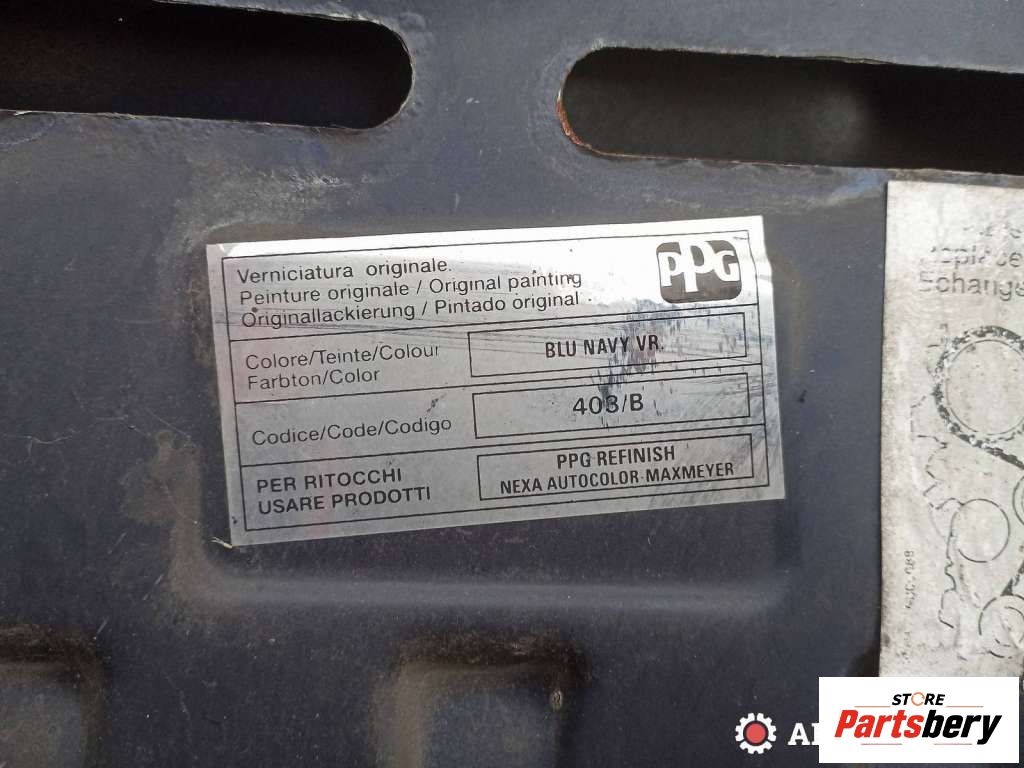 Verniciatura originale.
Peinture originale / Original painting
Originallackierung / Pintado original
PPG
Colore/Teinte/Colour
Farbton/Color
BLU NAVY VR.
Codice/Code/Codigo
403/B
PER RITOCCHI
USARE PRODOTTI
PPG REFINISH
NEXA AUTOCOLOR-MAXMEYER
Echange
STORE
Partsbery